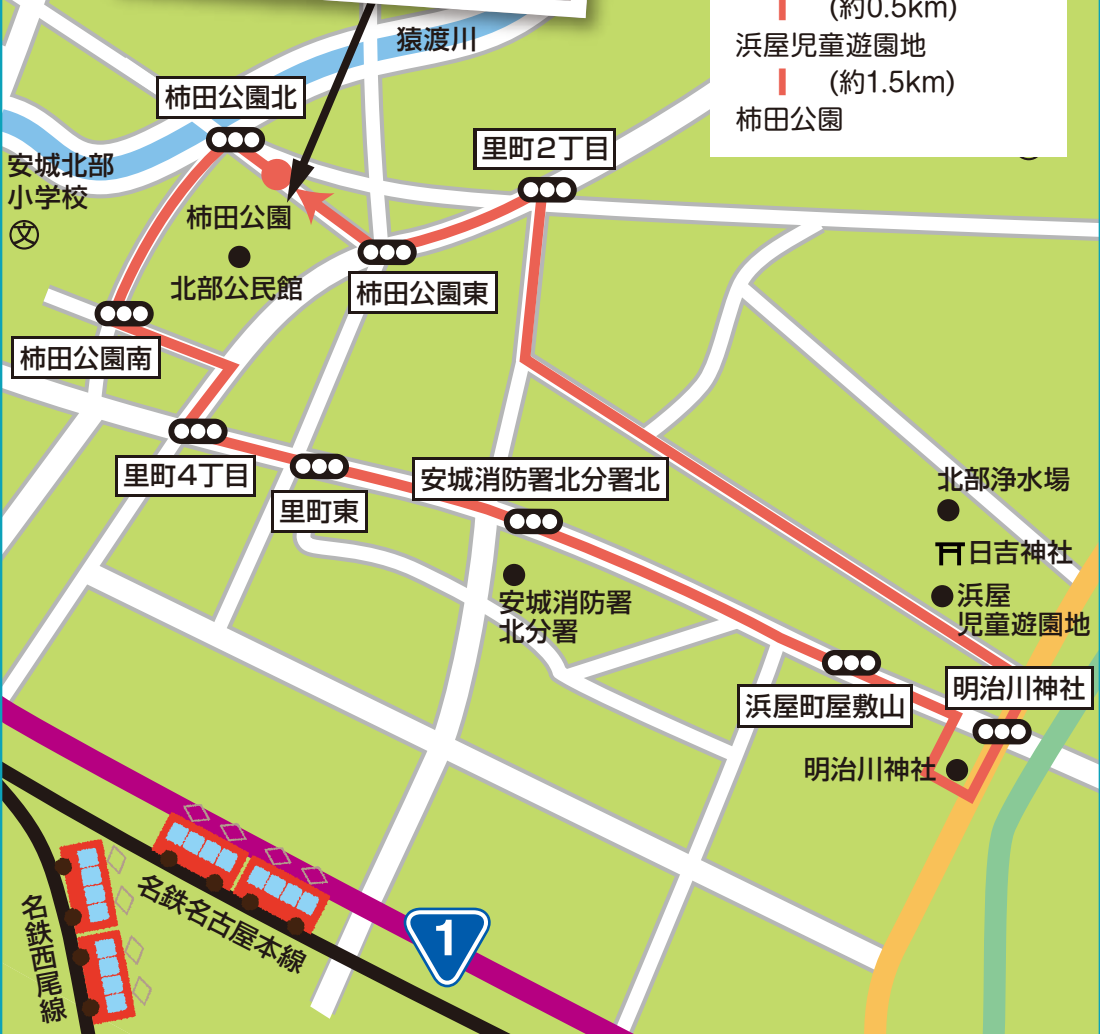 (約0.5km)
浜屋児童遊園地
(約1.5km)
柿田公園
猿渡川
柿田公園北
里町2丁目
安城北部
小学校
文
柿田公園
北部公民館
柿田公園東
柿田公園南
里町4丁目
里町東
安城消防署北分署北
北部浄水場
日吉神社
安城消防署
北分署
浜屋
児童遊園地
明治川神社
浜屋町屋敷山
明治川神社
名鉄名古屋本線
名鉄西尾線
1